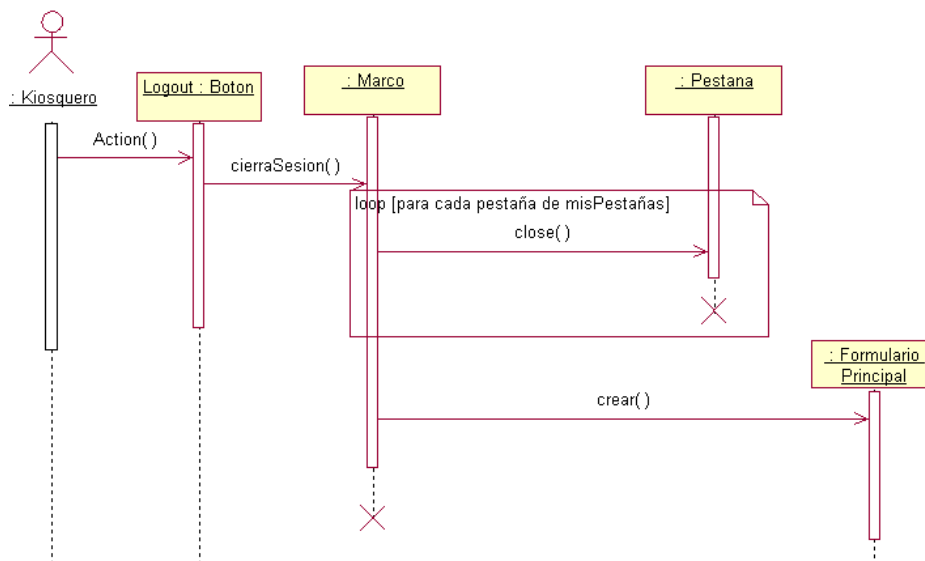 : Kiosquero
Logout : Boton
: Marco
: Pestana
Action( )
cierraSesion( )
loop [para cada pestaña de misPestañas]
close( )
: Formulario
Principal
crear( )